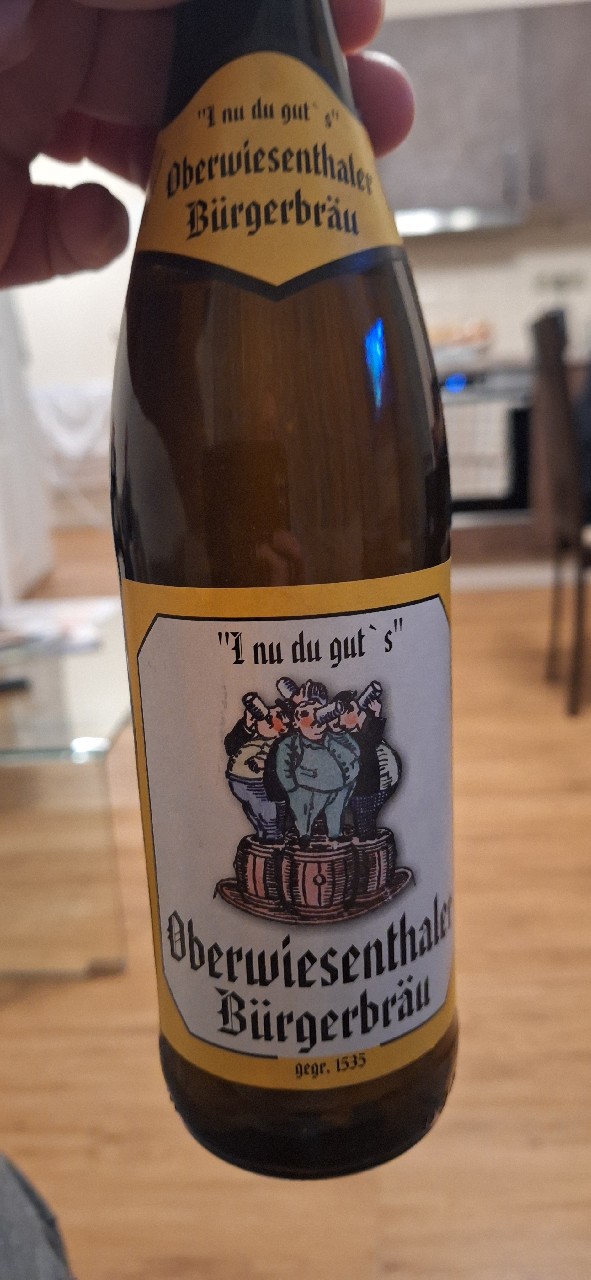 "I nu du gut`s"
Oberwiesenthaler
Bürgerbräu
"I nu du gut`s"
Oberwiesenthaler
Bürgerbräu
gegr. 1535